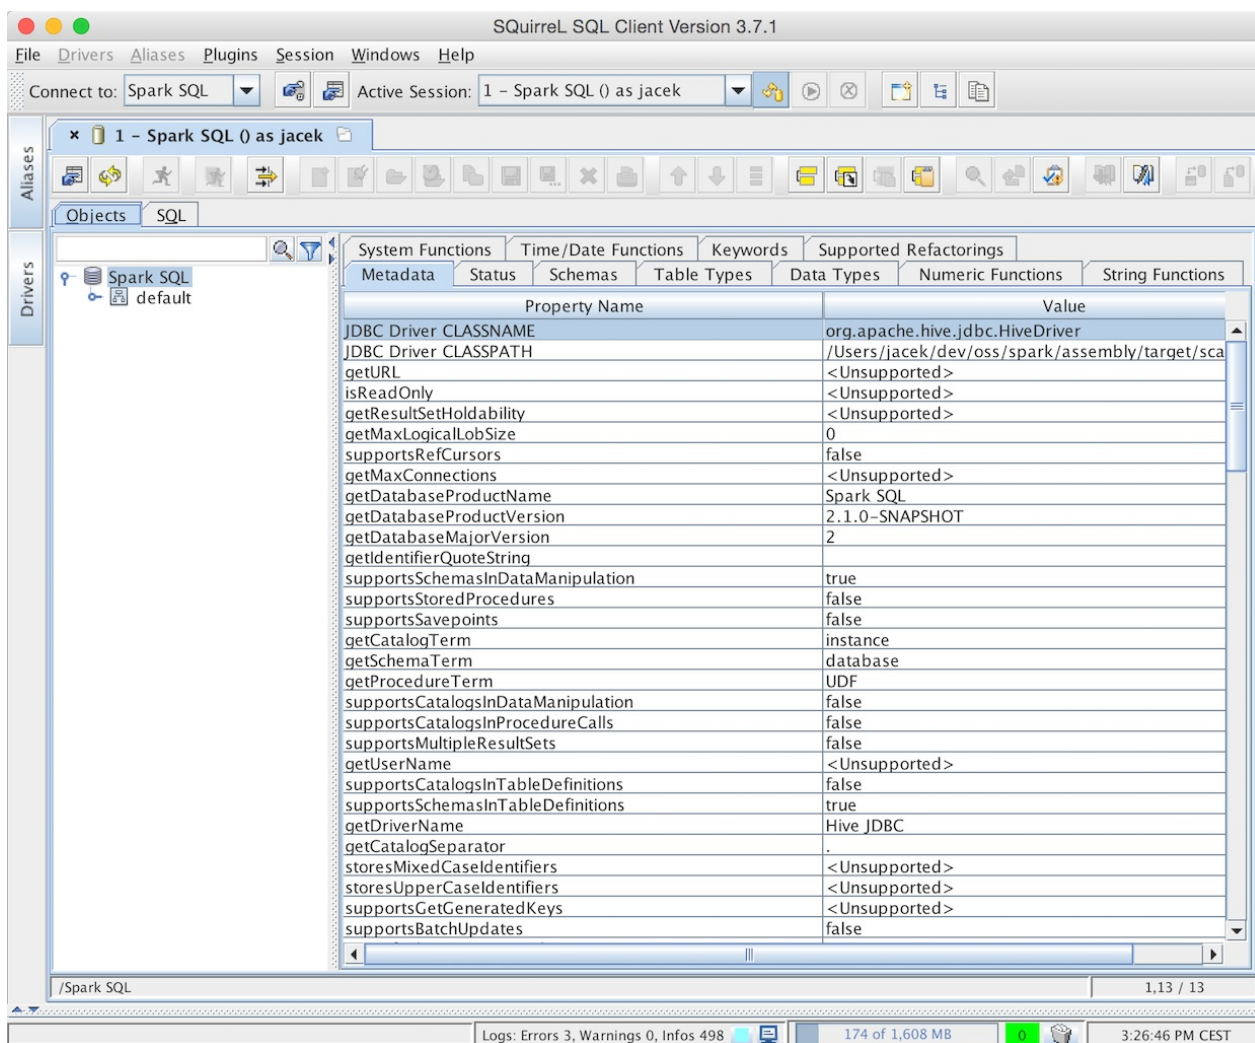 SQuirreL SQL Client Version 3.7.1
File Drivers Aliases Plugins Session Windows Help
Connect to: Spark SQL Active Session: 1 - Spark SQL () as jacek
1 - Spark SQL () as jacek
Aliases
Drivers
Objects SQL
System Functions Time/Date Functions Keywords Supported Refactorings
Metadata Status Schemas Table Types Data Types Numeric Functions String Functions
Spark SQL
default
Property Name Value
JDBC Driver CLASSNAME org.apache.hive.jdbc.HiveDriver
JDBC Driver CLASSPATH /Users/jacek/dev/oss/spark/assembly/target/sca
getURL <Unsupported>
isReadOnly <Unsupported>
getResultSetHoldability <Unsupported>
getMaxLogicalLobSize 0
supportsRefCursors false
getMaxConnections <Unsupported>
getDatabaseProductName Spark SQL
getDatabaseProductVersion 2.1.0-SNAPSHOT
getDatabaseMajorVersion 2
getIdentifierQuoteString
supportsSchemasInDataManipulation true
supportsStoredProcedures false
supportsSavepoints false
getCatalogTerm instance
getSchemaTerm database
getProcedureTerm UDF
supportsCatalogsInDataManipulation false
supportsCatalogsInProcedureCalls false
supportsMultipleResultSets false
getUserName <Unsupported>
supportsCatalogsInTableDefinitions false
supportsSchemasInTableDefinitions true
getDriverName Hive JDBC
getCatalogSeparator .
storesMixedCaseIdentifiers <Unsupported>
storesUpperCaseIdentifiers <Unsupported>
supportsGetGeneratedKeys <Unsupported>
supportsBatchUpdates false
/Spark SQL 1,13 / 13
Logs: Errors 3, Warnings 0, Infos 498 174 of 1,608 MB 0 3:26:46 PM CEST